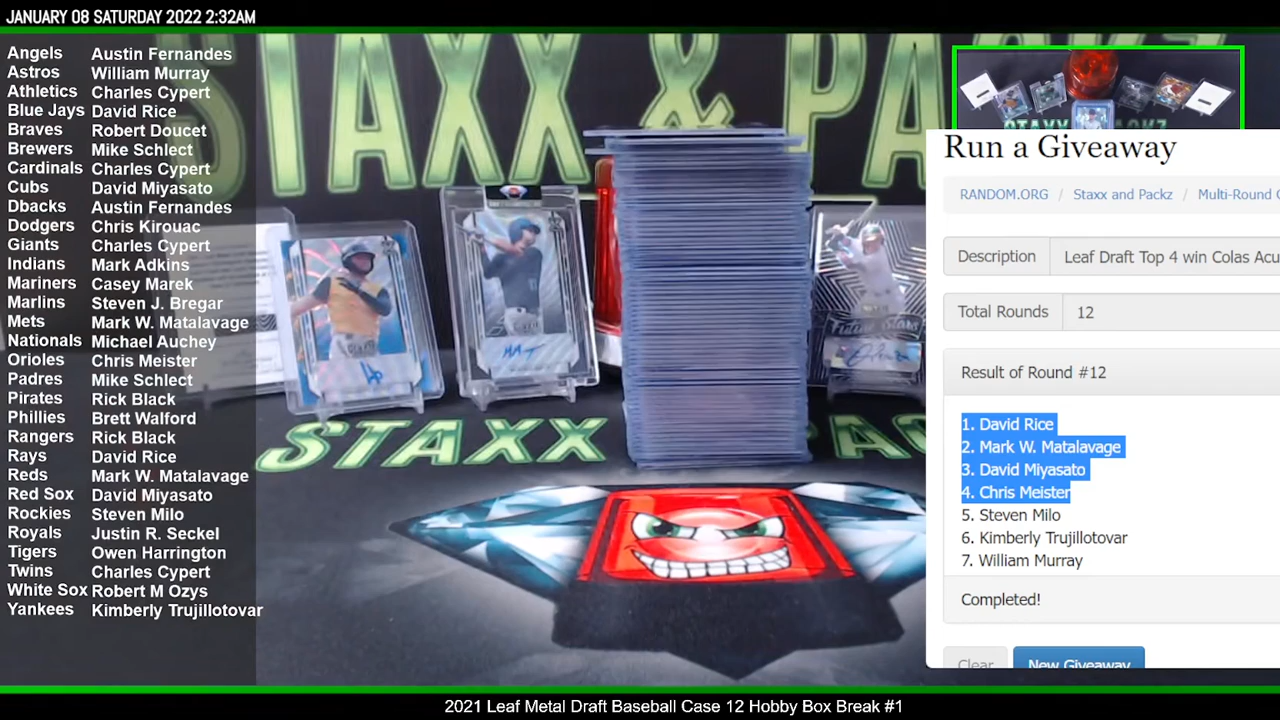 JANUARY 08 SATURDAY 2022 2:32AM
Angels Austin Fernandes
Astros William Murray
Athletics Charles Cypert
Blue Jays David Rice
Braves Robert Doucet
Brewers Mike Schlect
Cardinals Charles Cypert
Cubs David Miyasato
Dbacks Austin Fernandes
Dodgers Chris Kirouac
Giants Charles Cypert
Indians Mark Adkins
Mariners Casey Marek
Marlins Steven J. Bregar
Mets Mark W. Matalavage
Nationals Michael Auchey
Orioles Chris Meister
Padres Mike Schlect
Pirates Rick Black
Phillies Brett Walford
Rangers Rick Black
Rays David Rice
Reds Mark W. Matalavage
Red Sox David Miyasato
Rockies Steven Milo
Royals Justin R. Seckel
Tigers Owen Harrington
Twins Charles Cypert
White Sox Robert M Ozys
Yankees Kimberly Trujillotovar
STAXX & PA
STAXX
Run a Giveaway
RANDOM.ORG / Staxx and Packz / Multi-Round
Description Leaf Draft Top 4 win Colas Acu
Total Rounds 12
Result of Round #12
1. David Rice
2. Mark W. Matalavage
3. David Miyasato
4. Chris Meister
5. Steven Milo
6. Kimberly Trujillotovar
7. William Murray
Completed!
Clear New Giveaway
2021 Leaf Metal Draft Baseball Case 12 Hobby Box Break #1